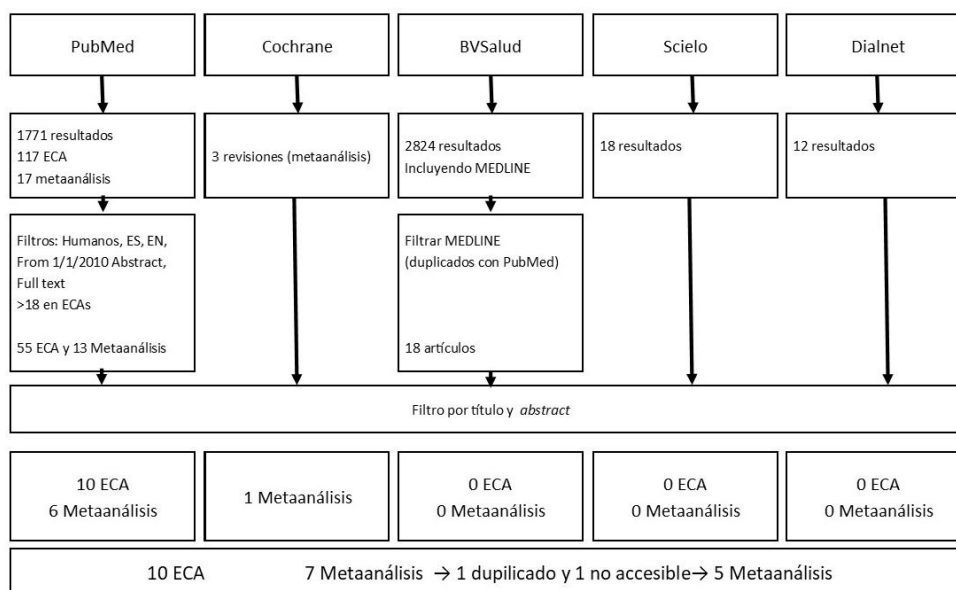 PubMed
Cochrane
BVSalud
Scielo
Dialnet
1771 resultados
117 ECA
17 metaanálisis
3 revisiones (metaanálisis)
2824 resultados
Incluyendo MEDLINE
18 resultados
12 resultados
Filtros: Humanos, ES, EN,
From 1/1/2010 Abstract,
Full text
>18 en ECAs
55 ECA y 13 Metaanálisis
Filtrar MEDLINE
(duplicados con PubMed)
18 artículos
Filtro por título y abstract
10 ECA
6 Metaanálisis
1 Metaanálisis
0 ECA
0 Metaanálisis
0 ECA
0 Metaanálisis
0 ECA
0 Metaanálisis
10 ECA 7 Metaanálisis → 1 dupilicado y 1 no accesible→ 5 Metaanálisis